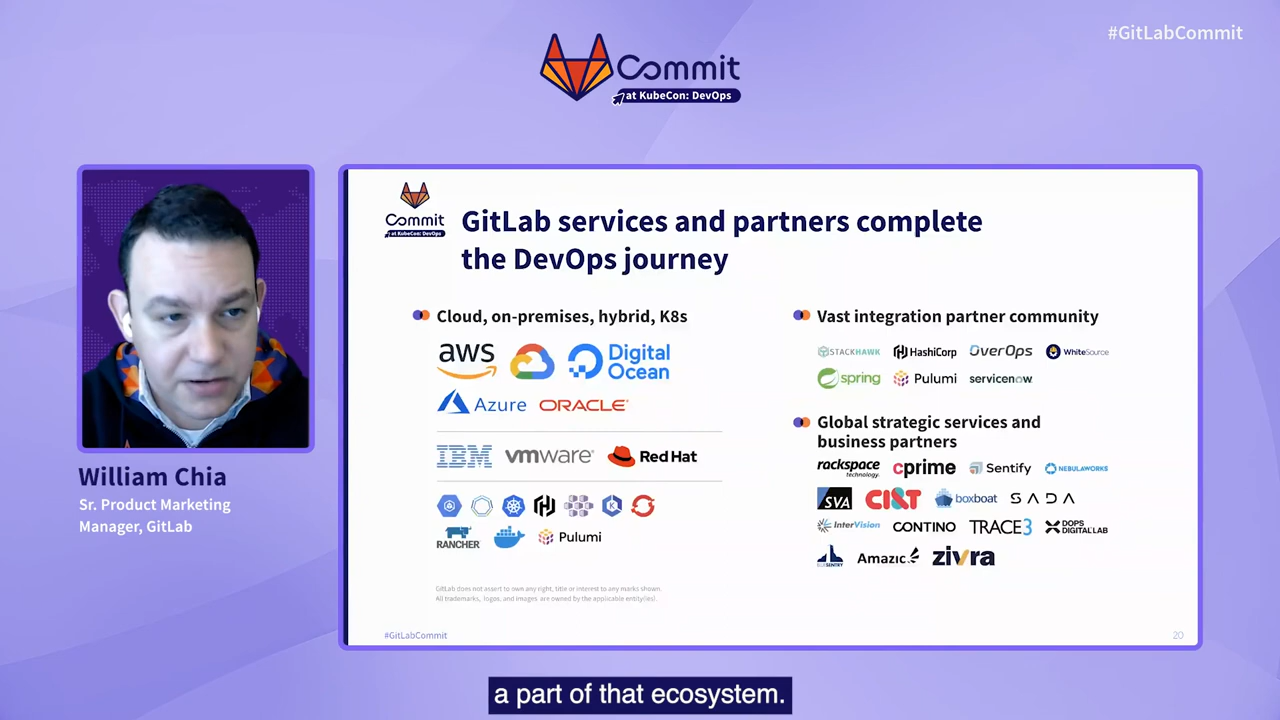 #GitLabCommit
Commit
at KubeCon: DevOps
William Chia
Sr. Product Marketing
Manager, GitLab
Commit
at KubeCon: DevOps
GitLab services and partners complete
the DevOps journey
Cloud, on-premises, hybrid, K8s
aws
Digital
Ocean
Azure ORACLE
IBM vmware Red Hat
RANCHER Pulumi
GitLab does not assert to own any right, title or interest to any marks shown.
All trademarks, logos, and images are owned by the applicable entity(ies).
Vast integration partner community
STACKHAWK HashiCorp OverOps WhiteSource
spring Pulumi servicenow
Global strategic services and
business partners
rackspace technology. cprime Sentify NEBULAWORKS
SVA CI&T boxboat SADA
InterVision CONTINO TRACE3 DOPS DIGITAL LAB
Amazic zivra
#GitLabCommit
20
a part of that ecosystem.